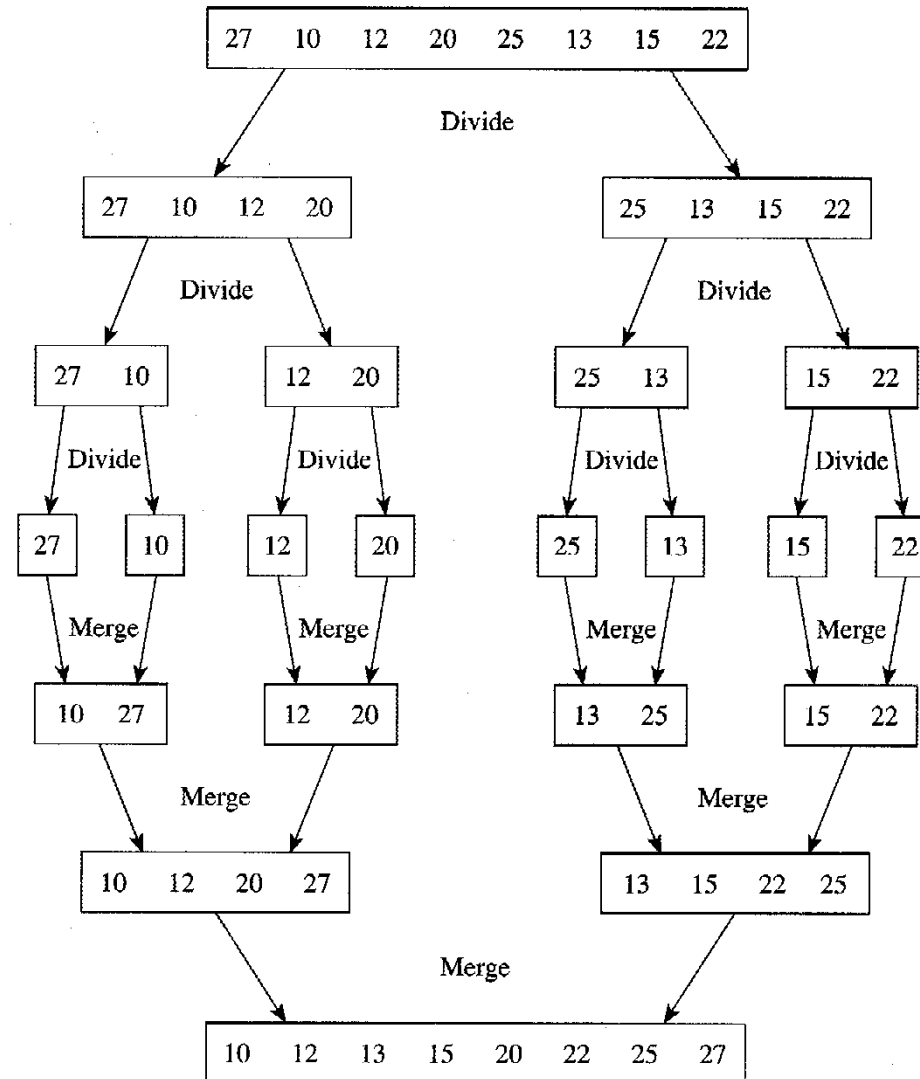 27 10 12 20 25 13 15 22
Divide
27 10 12 20
25 13 15 22
Divide
Divide
27 10
12 20
25 13
15 22
Divide
Divide
Divide
Divide
27
10
12
20
25
13
15
22
Merge
Merge
Merge
Merge
10 27
12 20
13 25
15 22
Merge
Merge
10 12 20 27
13 15 22 25
Merge
10 12 13 15 20 22 25 27